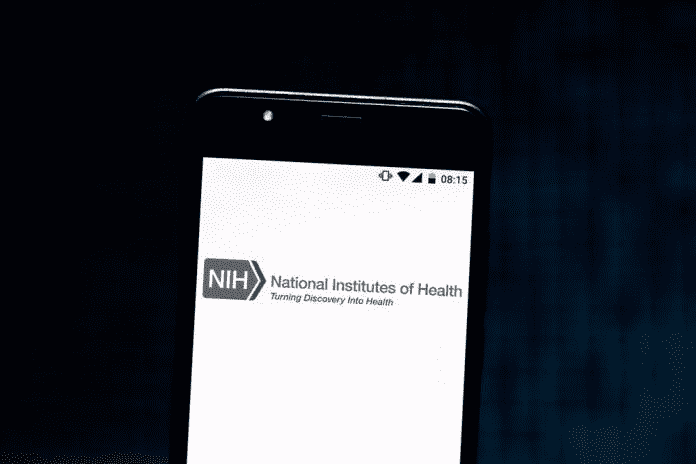 08:15
NIH
National Institutes of Health
Turning Discovery Into Health